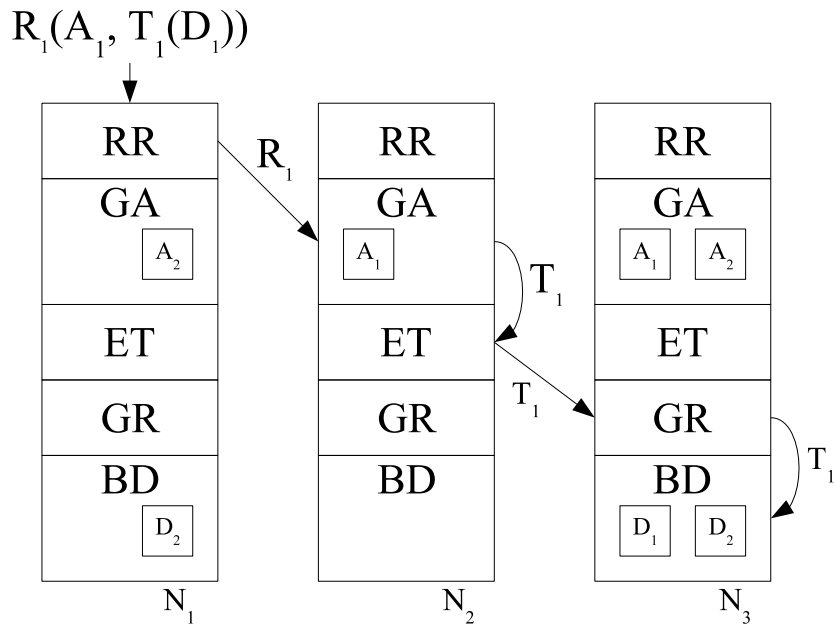 R₁(A₁, T₁(D₁))
RR
GA
A₂
ET
GR
BD
D₂
N₁
R₁
RR
GA
A₁
ET
GR
BD
N₂
T₁
T₁
RR
GA
A₁ A₂
ET
GR
BD
D₁ D₂
N₃
T₁